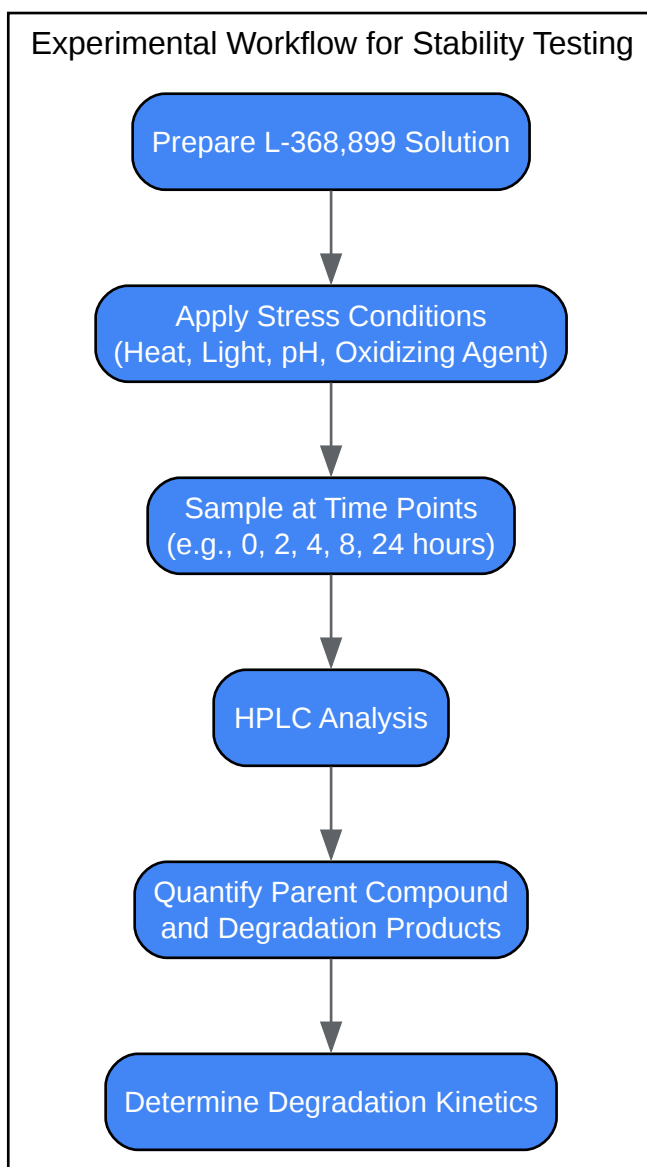 Experimental Workflow for Stability Testing
Prepare L-368,899 Solution
Apply Stress Conditions
(Heat, Light, pH, Oxidizing Agent)
Sample at Time Points
(e.g., 0, 2, 4, 8, 24 hours)
HPLC Analysis
Quantify Parent Compound
and Degradation Products
Determine Degradation Kinetics